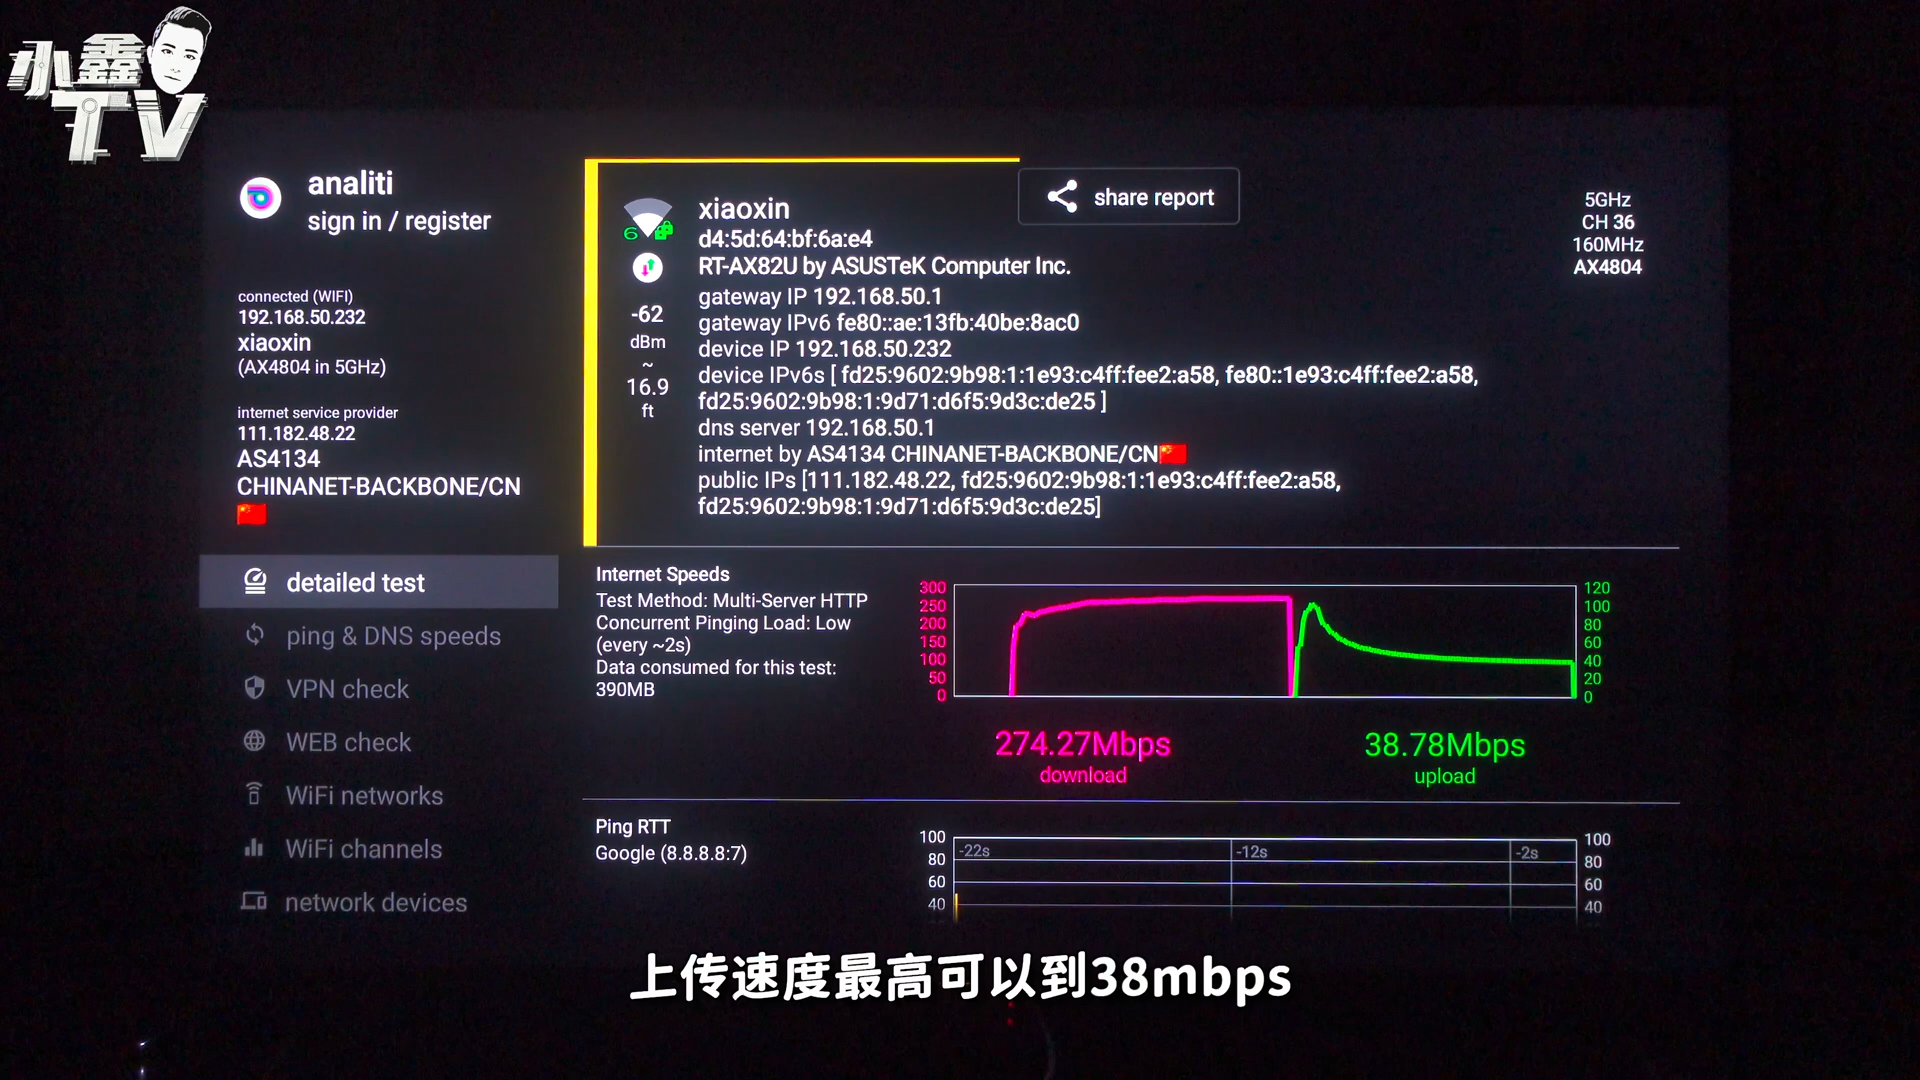 小鑫
TV
analiti
sign in / register
connected (WIFI)
192.168.50.232
xiaoxin
(AX4804 in 5GHz)
internet service provider
111.182.48.22
AS4134
CHINANET-BACKBONE/CN
detailed test
ping & DNS speeds
VPN check
WEB check
WiFi networks
WiFi channels
network devices
share report
6
xiaoxin
d4:5d:64:bf:6a:e4
RT-AX82U by ASUSTeK Computer Inc.
-62
dBm
~
16.9
ft
gateway IP 192.168.50.1
gateway IPv6 fe80::ae:13fb:40be:8ac0
device IP 192.168.50.232
device IPv6s [ fd25:9602:9b98:1:1e93:c4ff:fee2:a58, fe80::1e93:c4ff:fee2:a58,
fd25:9602:9b98:1:9d71:d6f5:9d3c:de25 ]
dns server 192.168.50.1
internet by AS4134 CHINANET-BACKBONE/CN
public IPs [111.182.48.22, fd25:9602:9b98:1:1e93:c4ff:fee2:a58,
fd25:9602:9b98:1:9d71:d6f5:9d3c:de25]
5GHz
CH 36
160MHz
AX4804
Internet Speeds
Test Method: Multi-Server HTTP
Concurrent Pinging Load: Low
(every ~2s)
Data consumed for this test:
390MB
300
250
200
150
100
50
0
120
100
80
60
40
20
0
274.27Mbps
download
38.78Mbps
upload
Ping RTT
Google (8.8.8.8:7)
100
80
60
40
-22s
-12s
-2s
100
80
60
40
上传速度最高可以到38mbps